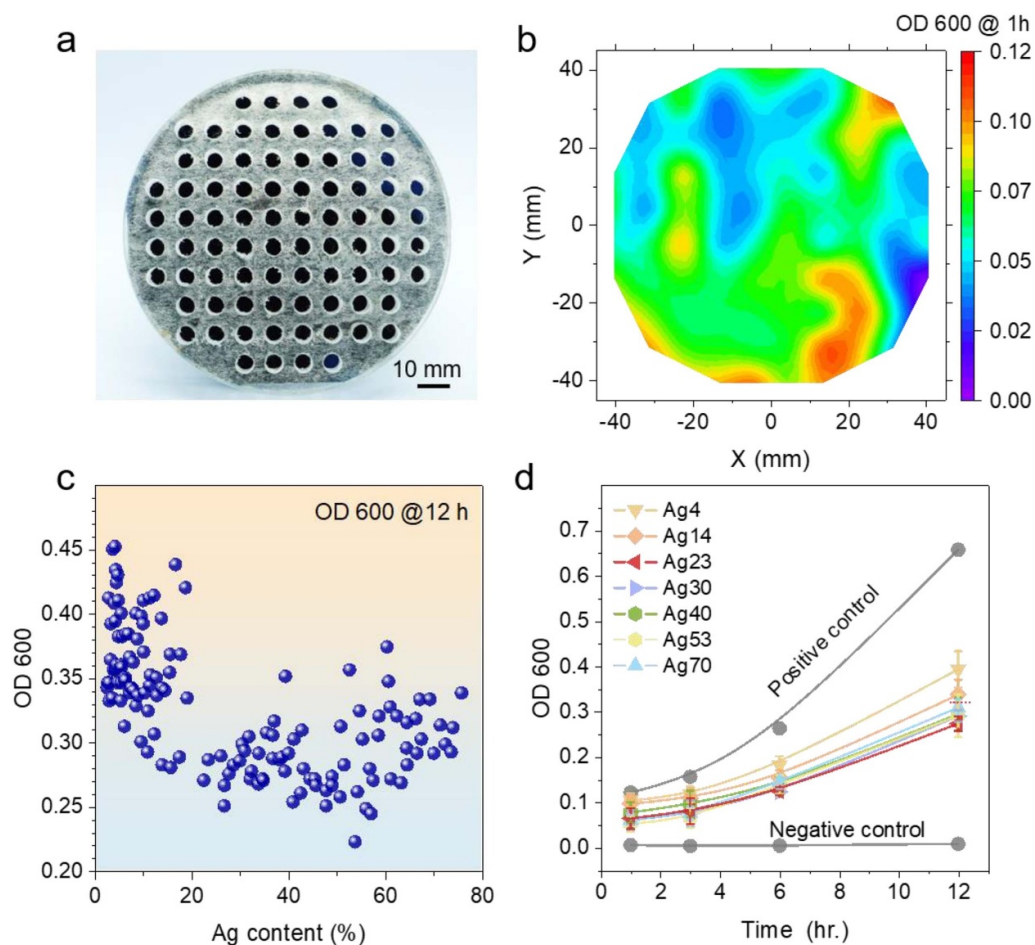 a
10 mm
b
OD 600 @ 1h
40
20
0
-20
-40
Y (mm)
-40
-20
0
20
40
X (mm)
0.12
0.10
0.07
0.05
0.02
0.00
c
OD 600 @12 h
0.45
0.40
0.35
0.30
0.25
0.20
OD 600
0
20
40
60
80
Ag content (%)
d
Ag4
Ag14
Ag23
Ag30
Ag40
Ag53
Ag70
Positive control
Negative control
0.7
0.6
0.5
0.4
0.3
0.2
0.1
0.0
OD 600
0
2
4
6
8
10
12
Time (hr.)